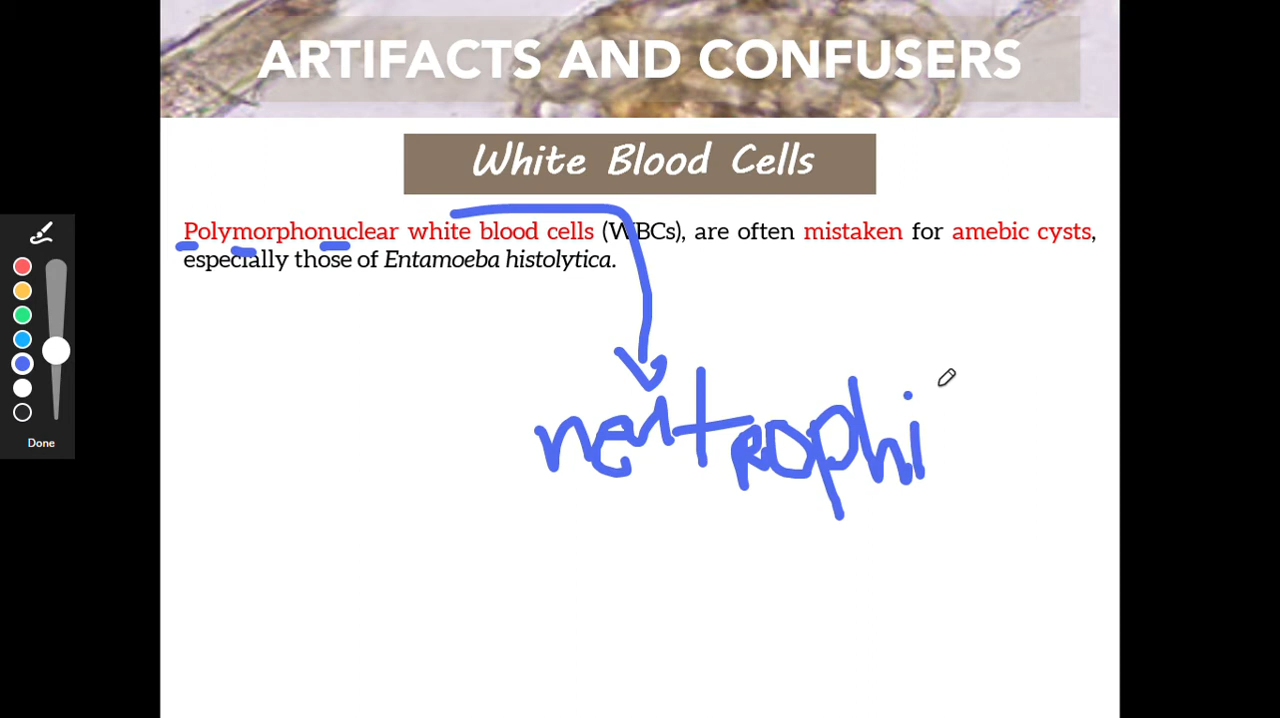 ARTIFACTS AND CONFUSERS
White Blood Cells
Polymorphonuclear white blood cells (WBCs), are often mistaken for amebic cysts,
especially those of Entamoeba histolytica.
neutrophi
Done